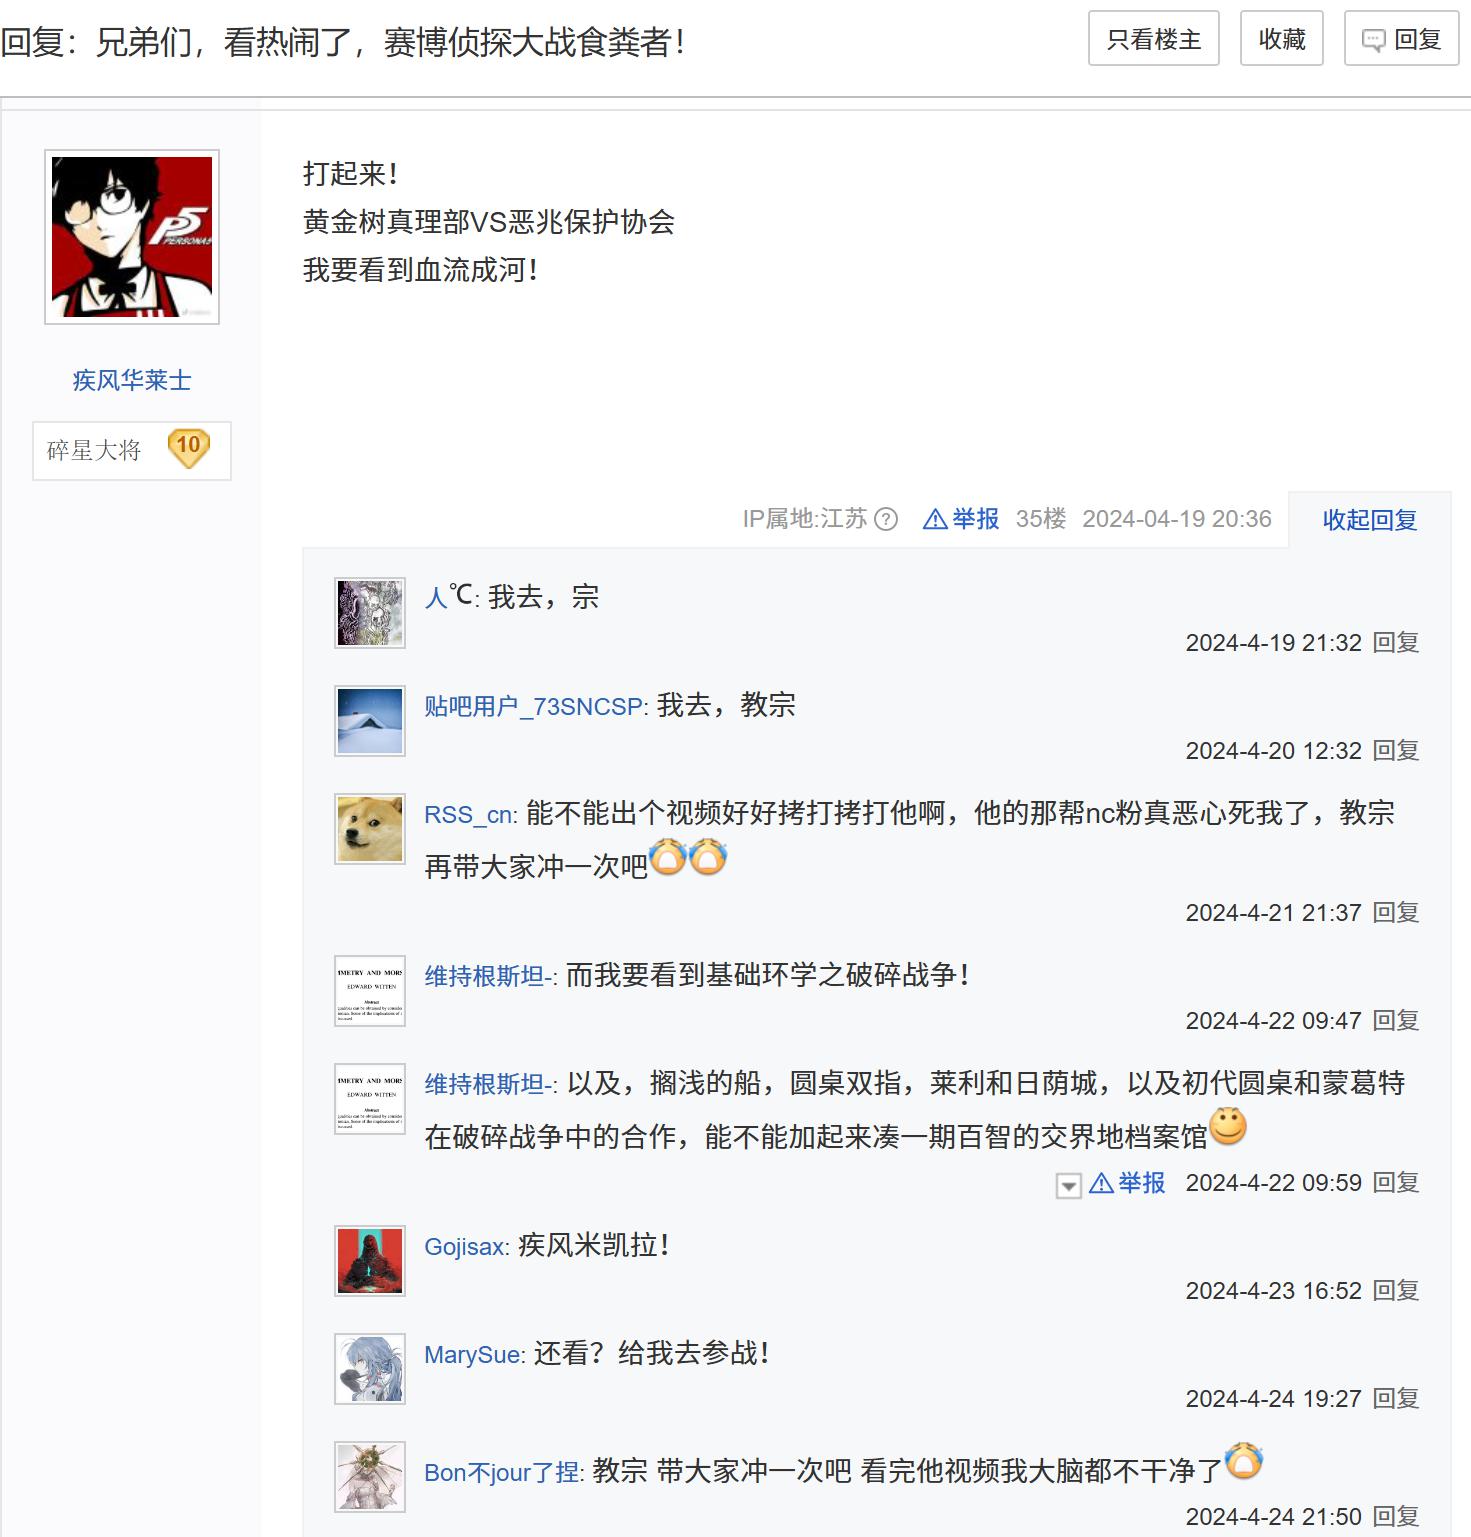 回复：兄弟们，看热闹了，赛博侦探大战食粪者！
只看楼主
收藏
回复
打起来！
黄金树真理部VS恶兆保护协会
我要看到血流成河！
P5
PERSONA5
疾风华莱士
碎星大将 10
IP属地:江苏 举报 35楼 2024-04-19 20:36 收起回复
人℃: 我去，宗
2024-4-19 21:32 回复
贴吧用户_73SNCSP: 我去，教宗
2024-4-20 12:32 回复
RSS_cn: 能不能出个视频好好拷打拷打他啊，他的那帮nc粉真恶心死我了，教宗
再带大家冲一次吧
2024-4-21 21:37 回复
IMETRY AND MORS
EDWARD WITTEN
Abstract
维持根斯坦-: 而我要看到基础环学之破碎战争！
2024-4-22 09:47 回复
IMETRY AND MORS
EDWARD WITTEN
Abstract
维持根斯坦-: 以及，搁浅的船，圆桌双指，莱利和日荫城，以及初代圆桌和蒙葛特
在破碎战争中的合作，能不能加起来凑一期百智的交界地档案馆
举报 2024-4-22 09:59 回复
Gojisax: 疾风米凯拉！
2024-4-23 16:52 回复
MarySue: 还看？给我去参战！
2024-4-24 19:27 回复
Bon不jour了捏: 教宗 带大家冲一次吧 看完他视频我大脑都不干净了
2024-4-24 21:50 回复